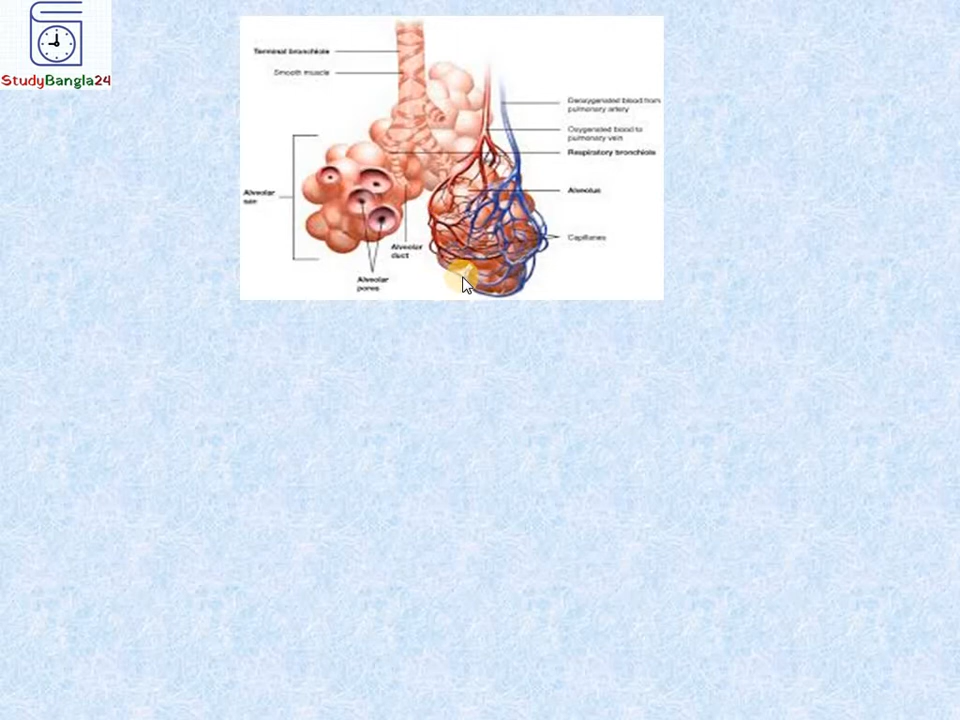 StudyBangla24
Terminal bronchiole
Smooth muscle
Deoxygenated blood from
pulmonary artery
Oxygenated blood to
pulmonary vein
Respiratory bronchiole
Alveolar
sac
Alveolus
Capillaries
Alveolar
duct
Alveolar
pores